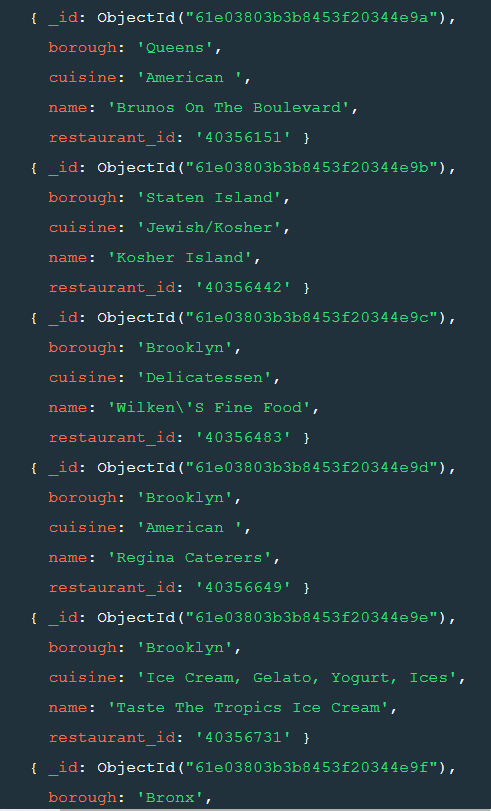 { _id: ObjectId("61e03803b3b8453f20344e9a"),
borough: 'Queens',
cuisine: 'American ',
name: 'Brunos On The Boulevard',
restaurant_id: '40356151' }
{ _id: ObjectId("61e03803b3b8453f20344e9b"),
borough: 'Staten Island',
cuisine: 'Jewish/Kosher',
name: 'Kosher Island',
restaurant_id: '40356442' }
{ _id: ObjectId("61e03803b3b8453f20344e9c"),
borough: 'Brooklyn',
cuisine: 'Delicatessen',
name: 'Wilken\'S Fine Food',
restaurant_id: '40356483' }
{ _id: ObjectId("61e03803b3b8453f20344e9d"),
borough: 'Brooklyn',
cuisine: 'American ',
name: 'Regina Caterers',
restaurant_id: '40356649' }
{ _id: ObjectId("61e03803b3b8453f20344e9e"),
borough: 'Brooklyn',
cuisine: 'Ice Cream, Gelato, Yogurt, Ices',
name: 'Taste The Tropics Ice Cream',
restaurant_id: '40356731' }
{ _id: ObjectId("61e03803b3b8453f20344e9f"),
borough: 'Bronx',